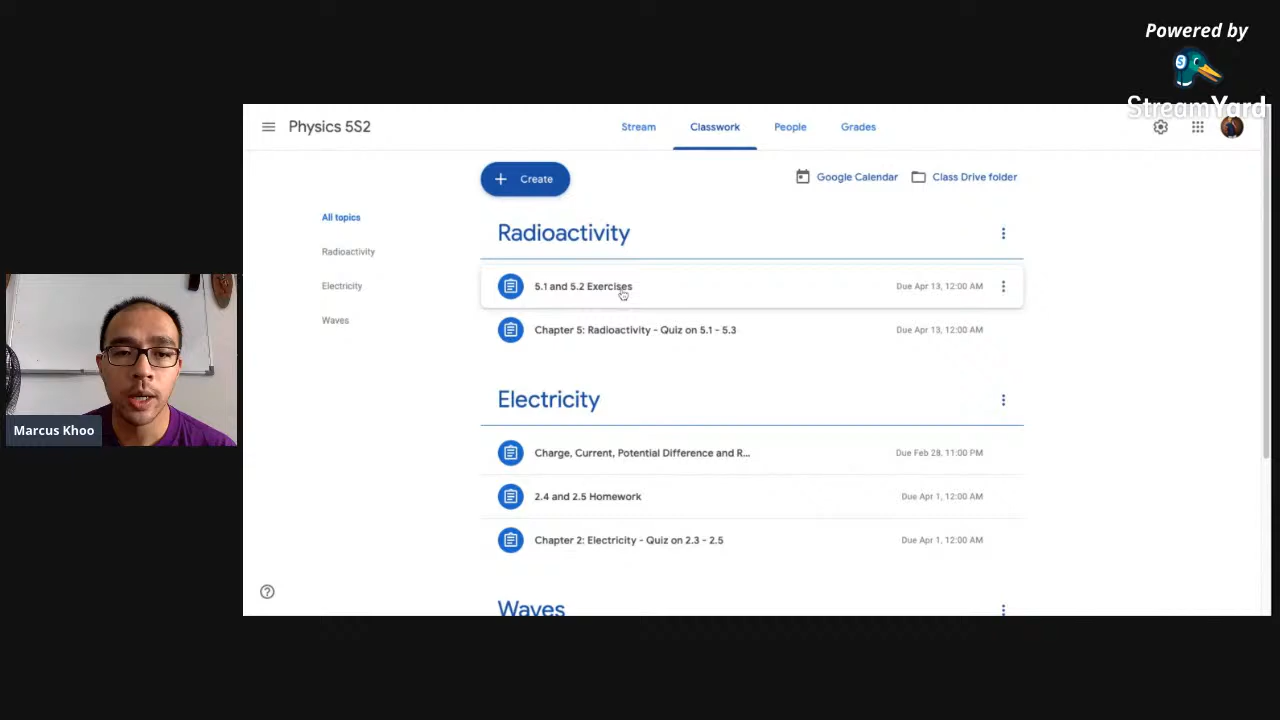 Powered by
StreamYard
Physics 5S2
Stream
Classwork
People
Grades
+ Create
Google Calendar
Class Drive folder
All topics
Radioactivity
Electricity
Waves
Radioactivity
5.1 and 5.2 Exercises
Due Apr 13, 12:00 AM
Chapter 5: Radioactivity - Quiz on 5.1 - 5.3
Due Apr 13, 12:00 AM
Electricity
Charge, Current, Potential Difference and R...
Due Feb 28, 11:00 PM
2.4 and 2.5 Homework
Due Apr 1, 12:00 AM
Chapter 2: Electricity - Quiz on 2.3 - 2.5
Due Apr 1, 12:00 AM
Waves
Marcus Khoo